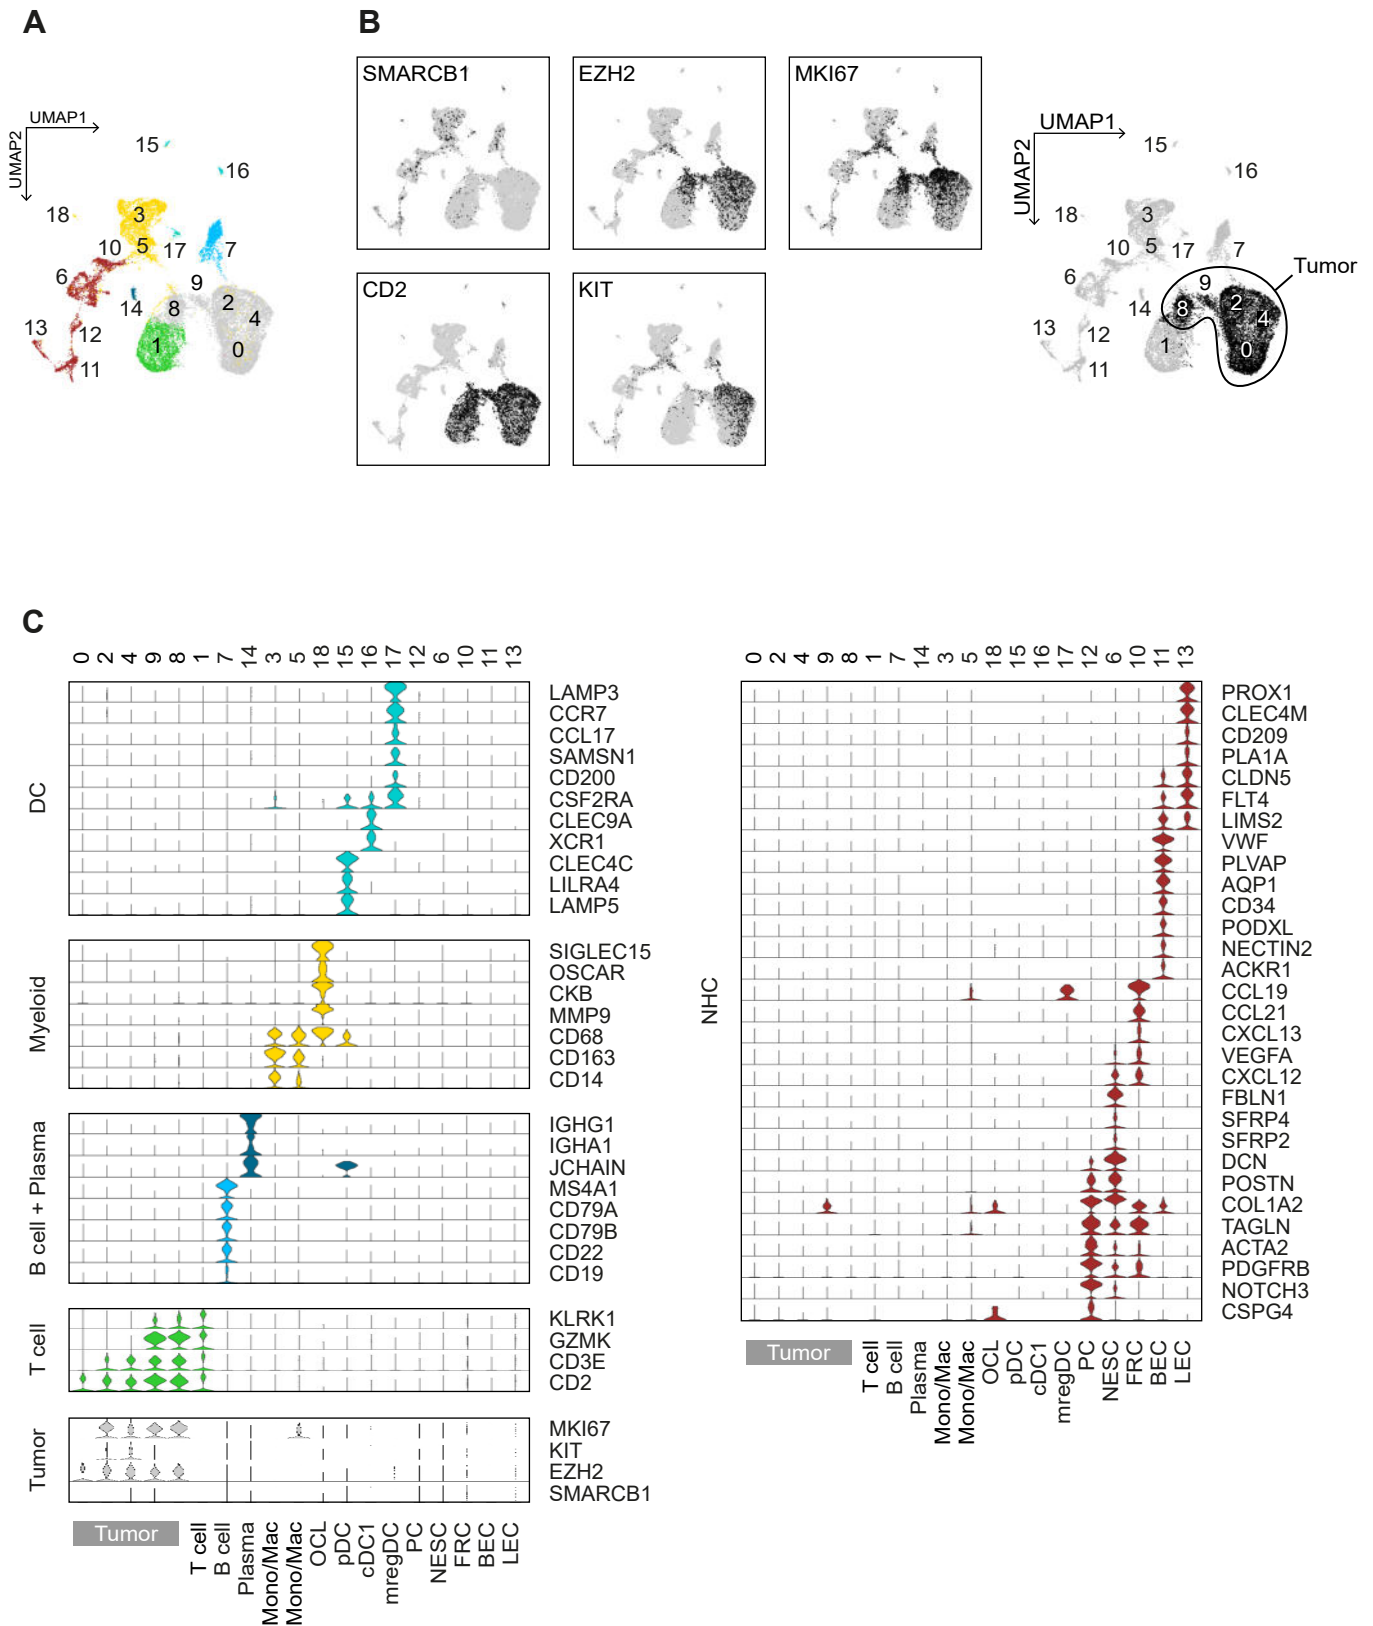 A
B
UMAP1
UMAP2
15
16
18
3
10
5
17
7
6
9
14
8
2
4
13
12
1
0
11
SMARCB1
EZH2
MKI67
CD2
KIT
UMAP1
UMAP2
15
16
18
3
10
5
17
7
6
9
Tumor
14
8
2
4
13
12
1
0
11
C
0 2 4 9 8 1 7 14 3 5 18 15 16 17 12 6 10 11 13
DC
LAMP3
CCR7
CCL17
SAMSN1
CD200
CSF2RA
CLEC9A
XCR1
CLEC4C
LILRA4
LAMP5
Myeloid
SIGLEC15
OSCAR
CKB
MMP9
CD68
CD163
CD14
B cell + Plasma
IGHG1
IGHA1
JCHAIN
MS4A1
CD79A
CD79B
CD22
CD19
T cell
KLRK1
GZMK
CD3E
CD2
Tumor
MKI67
KIT
EZH2
SMARCB1
Tumor
T cell
B cell
Plasma
Mono/Mac
Mono/Mac
OCL
pDC
cDC1
mregDC
PC
NESC
FRC
BEC
LEC
0 2 4 9 8 1 7 14 3 5 18 15 16 17 12 6 10 11 13
NHC
PROX1
CLEC4M
CD209
PLA1A
CLDN5
FLT4
LIMS2
VWF
PLVAP
AQP1
CD34
PODXL
NECTIN2
ACKR1
CCL19
CCL21
CXCL13
VEGFA
CXCL12
FBLN1
SFRP4
SFRP2
DCN
POSTN
COL1A2
TAGLN
ACTA2
PDGFRB
NOTCH3
CSPG4
Tumor
T cell
B cell
Plasma
Mono/Mac
Mono/Mac
OCL
pDC
cDC1
mregDC
PC
NESC
FRC
BEC
LEC